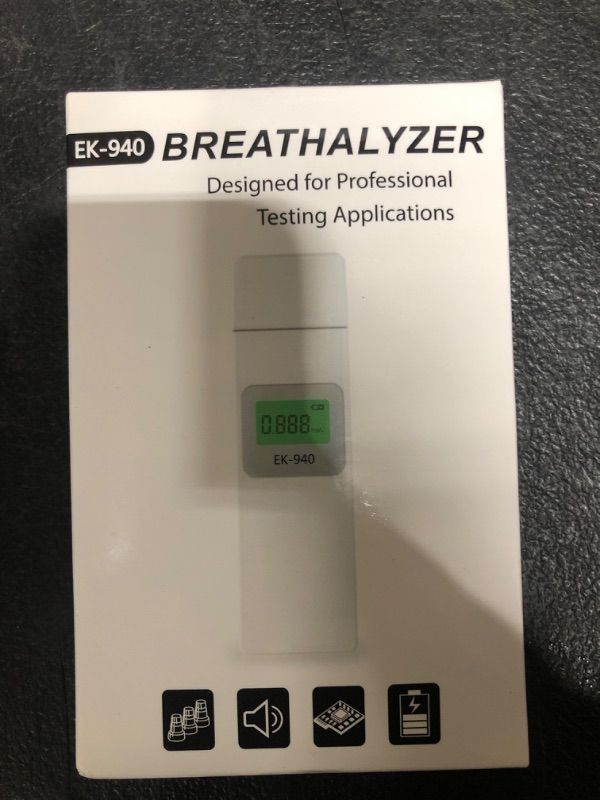 EK-940 BREATHALYZER
Designed for Professional
Testing Applications
0.888
EK-940